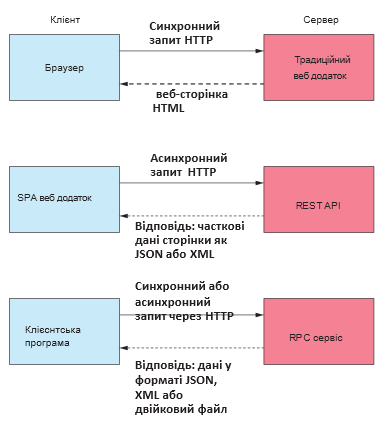 Клієнт
Сервер
Синхронний
запит HTTP
Браузер
Традиційний
веб додаток
веб-сторінка
HTML
Асинхронний
запит HTTP
SPA веб додаток
REST API
Відповідь: часткові
дані сторінки як
JSON або XML
Синхронний або
асинхронний
запит через HTTP
Клієєнтська
програма
RPC сервіс
Відповідь: дані у
форматі JSON,
XML або
двійковий файл